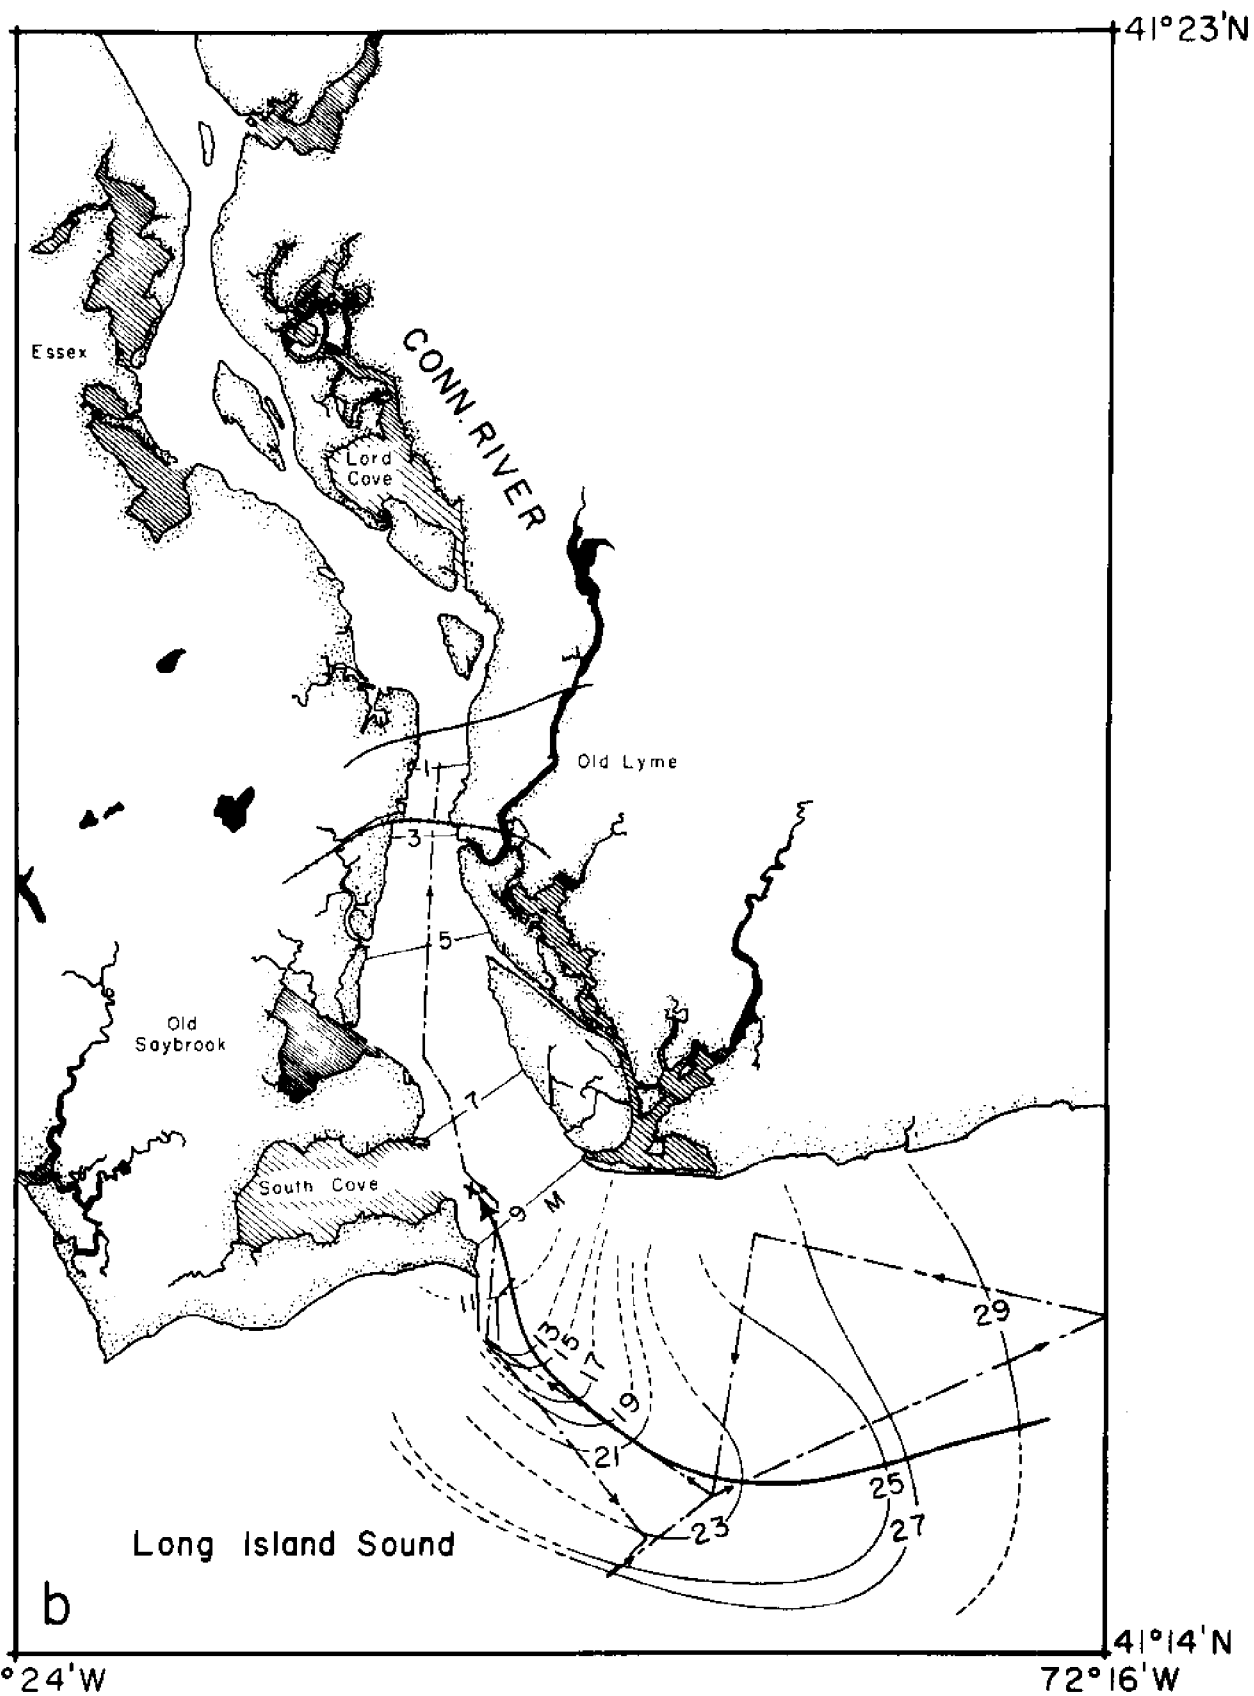 41°23'N
Essex
CONN. RIVER
Lord
Cove
Old Lyme
1
3
5
Old
Saybrook
7
South Cove
x
9
M
11
13
15
17
19
21
29
25
23
27
Long Island Sound
b
41°14'N
°24'W
72°16'W